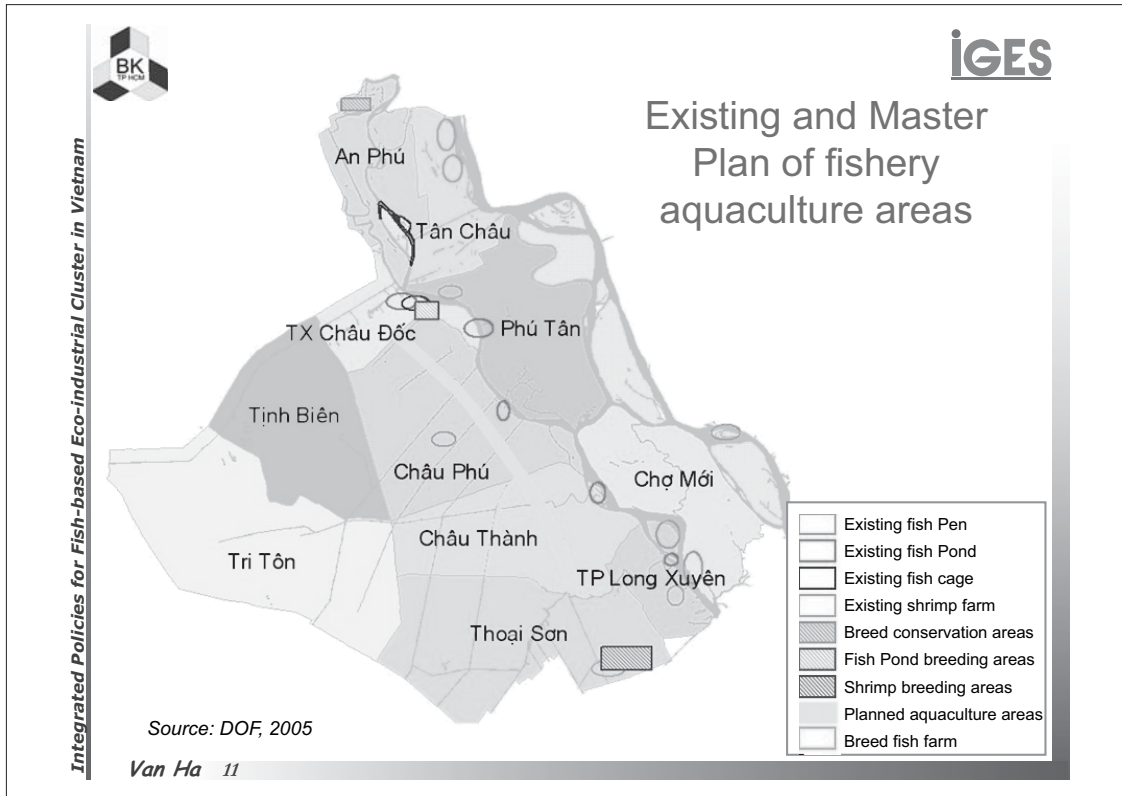 BK
TP HCM
İGES
Existing and Master
Plan of fishery
aquaculture areas
Integrated Policies for Fish-based Eco-industrial Cluster in Vietnam
An Phú
Tân Châu
TX Châu Đốc
Phú Tân
Tịnh Biên
Châu Phú
Chợ Mới
Châu Thành
Tri Tôn
TP Long Xuyên
Thoại Sơn
Existing fish Pen
Existing fish Pond
Existing fish cage
Existing shrimp farm
Breed conservation areas
Fish Pond breeding areas
Shrimp breeding areas
Planned aquaculture areas
Breed fish farm
Source: DOF, 2005
Van Ha 11